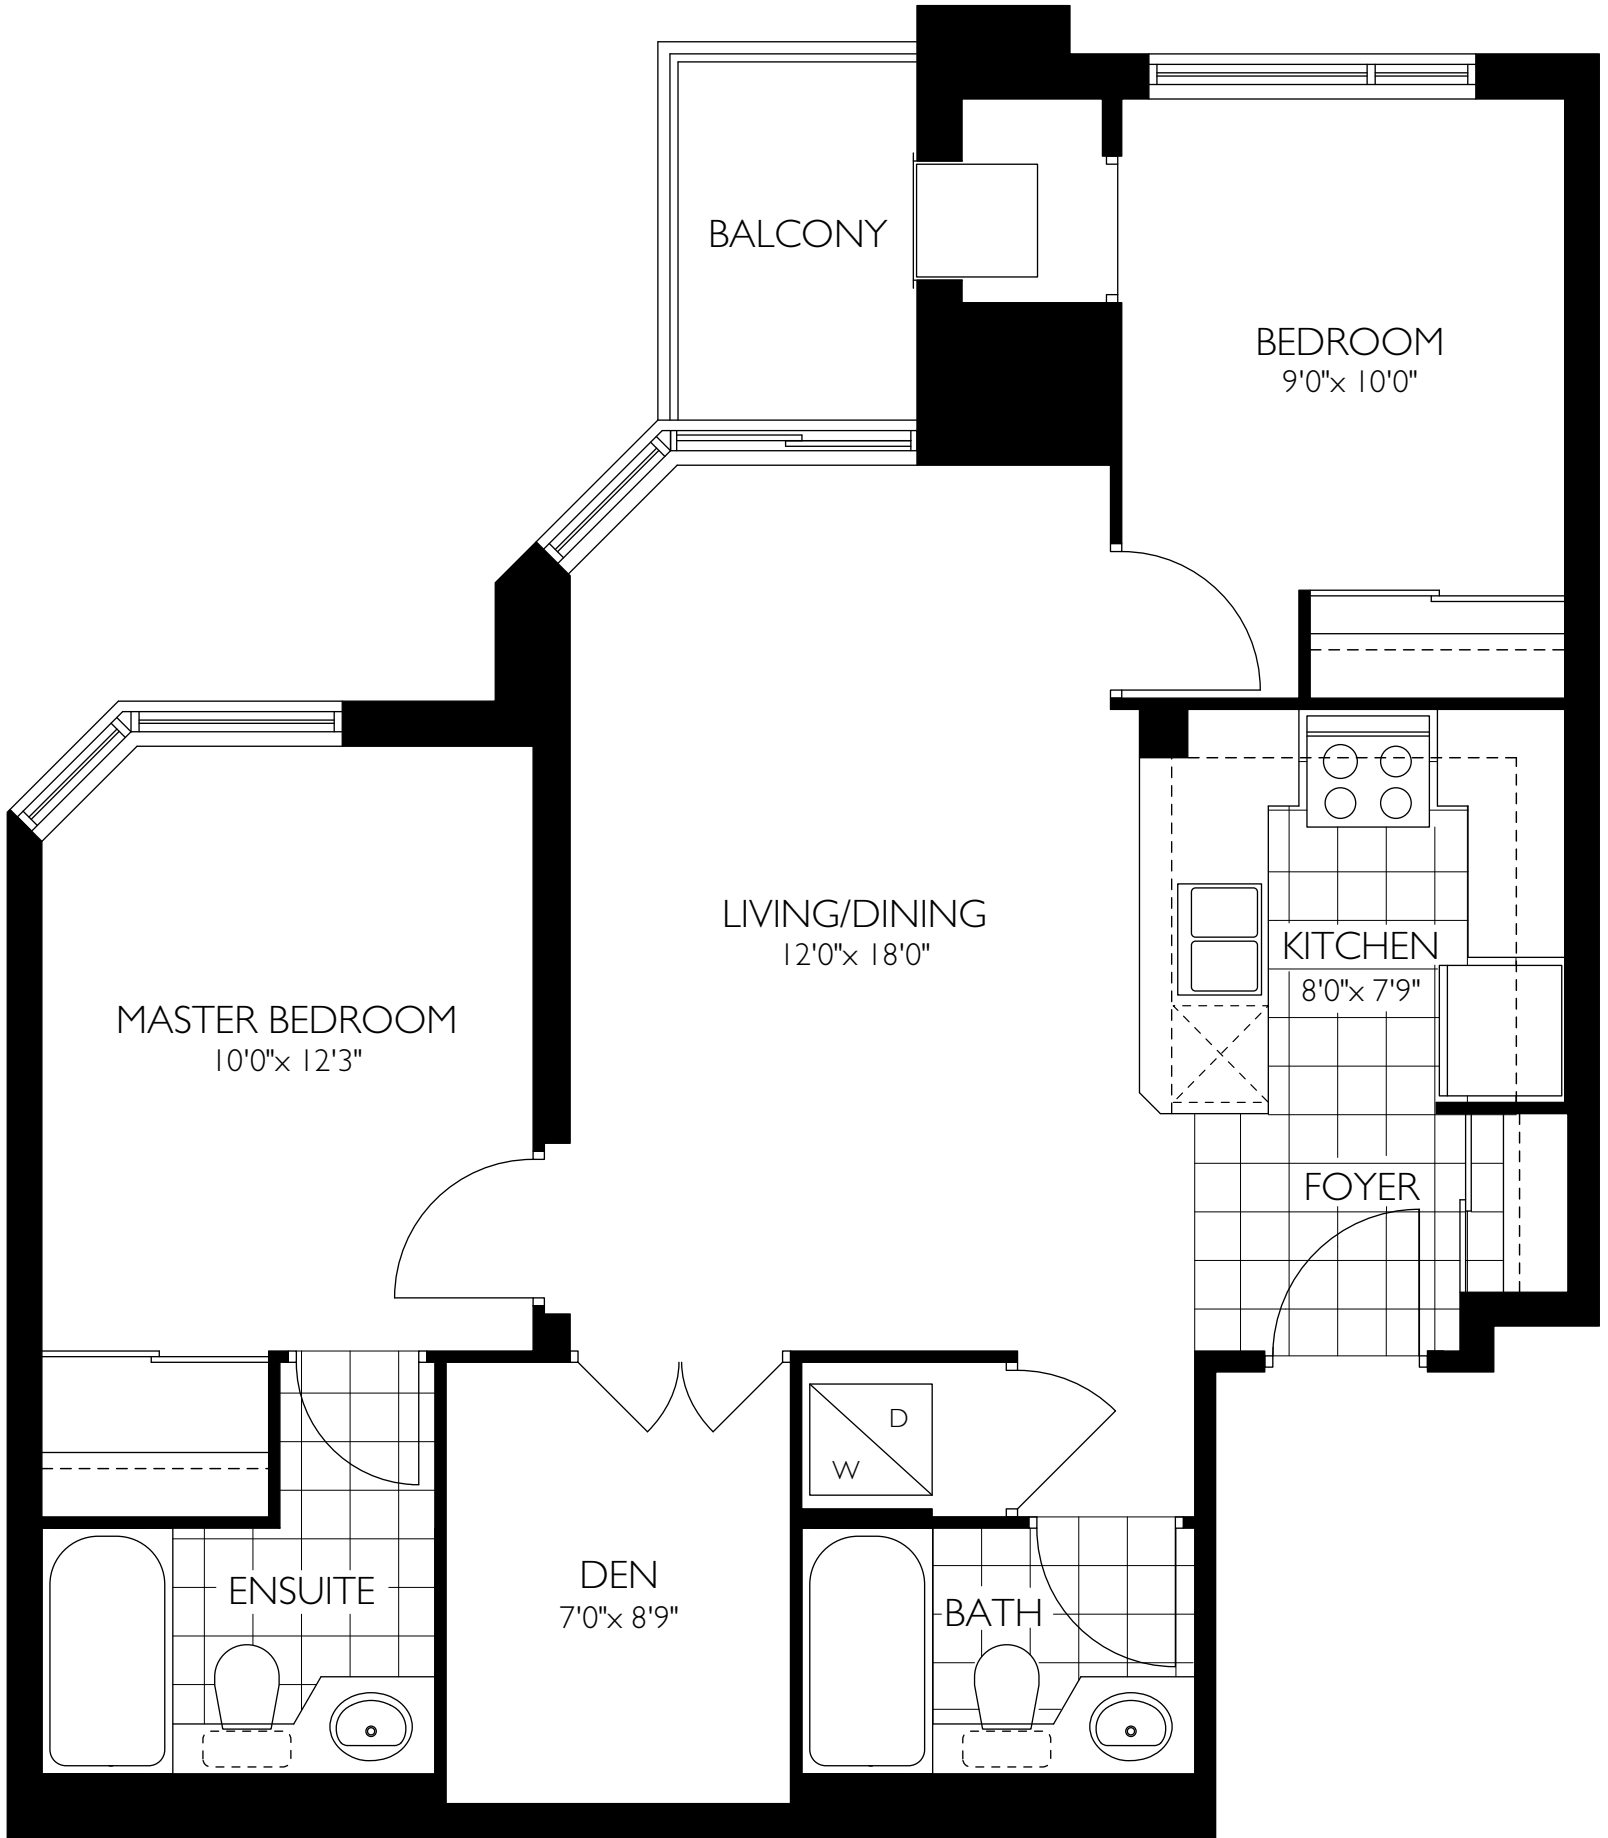 BALCONY
BEDROOM
9'0"x 10'0"
LIVING/DINING
12'0"x 18'0"
KITCHEN
8'0"x 7'9"
MASTER BEDROOM
10'0"x 12'3"
FOYER
D
W
ENSUITE
DEN
7'0"x 8'9"
BATH